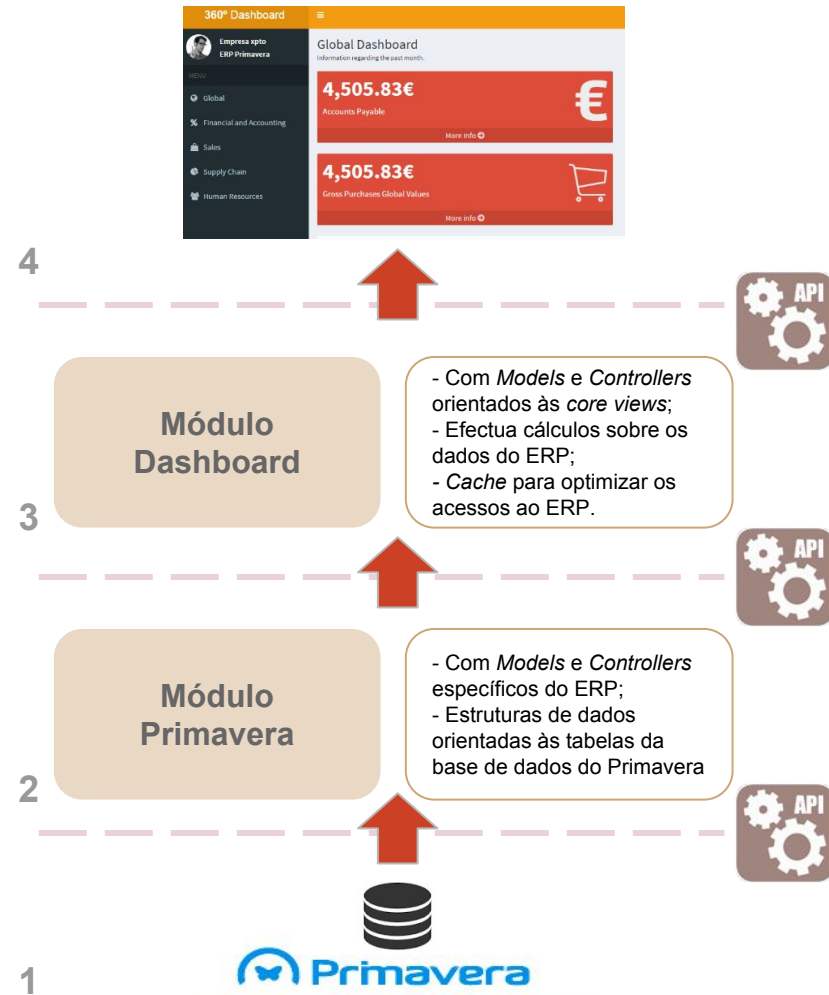 360º Dashboard
Empresa xpto
ERP Primavera
MENU
Global
Financial and Accounting
Sales
Supply Chain
Human Resources
Global Dashboard
Information regarding the past month.
4,505.83€
Accounts Payable
€
More info
4,505.83€
Gross Purchases Global Values
More info
4
API
Módulo
Dashboard
- Com Models e Controllers
orientados às core views;
- Efectua cálculos sobre os
dados do ERP;
- Cache para optimizar os
acessos ao ERP.
3
API
Módulo
Primavera
- Com Models e Controllers
específicos do ERP;
- Estruturas de dados
orientadas às tabelas da
base de dados do Primavera
2
API
Primavera
1